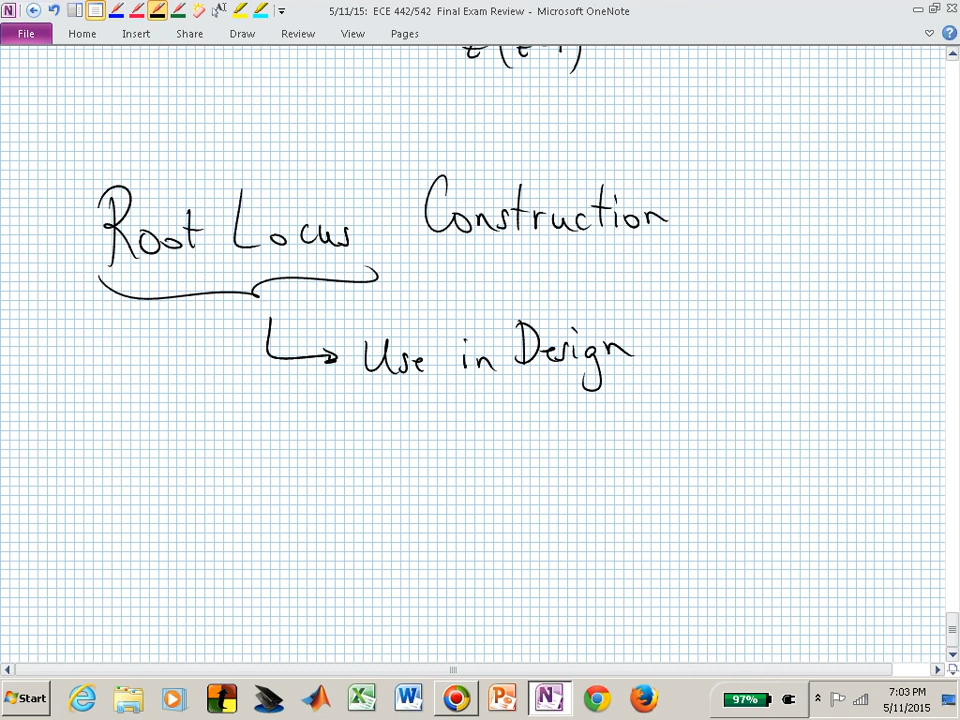 5/11/15: ECE 442/542 Final Exam Review - Microsoft OneNote
File Home Insert Share Draw Review View Pages
Root Locus Construction
Use in Design
Start 97% 7:03 PM
5/11/2015